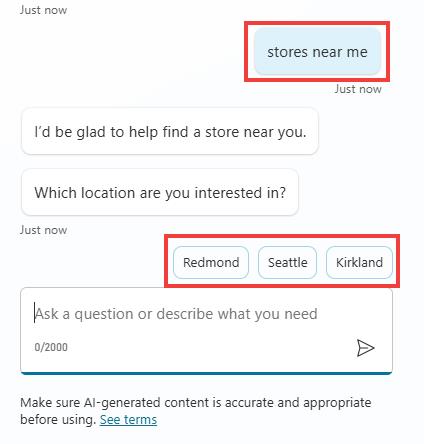 Just now
stores near me
Just now
I'd be glad to help find a store near you.
Which location are you interested in?
Just now
Redmond Seattle Kirkland
Ask a question or describe what you need
0/2000
Make sure AI-generated content is accurate and appropriate
before using. See terms